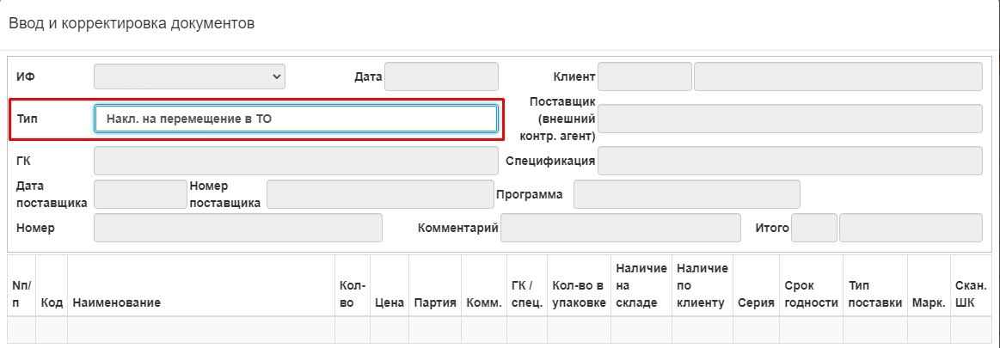 Ввод и корректировка документов
ИФ Дата Клиент
Тип Накл. на перемещение в ТО Поставщик (внешний контр. агент)
ГК Спецификация
Дата поставщика Номер поставщика Программа
Номер Комментарий Итого
Nп/п Код Наименование Кол-во Цена Партия Комм. ГК / спец. Кол-во в упаковке Наличие на складе Наличие по клиенту Серия Срок годности Тип поставки Марк. Скан. ШК